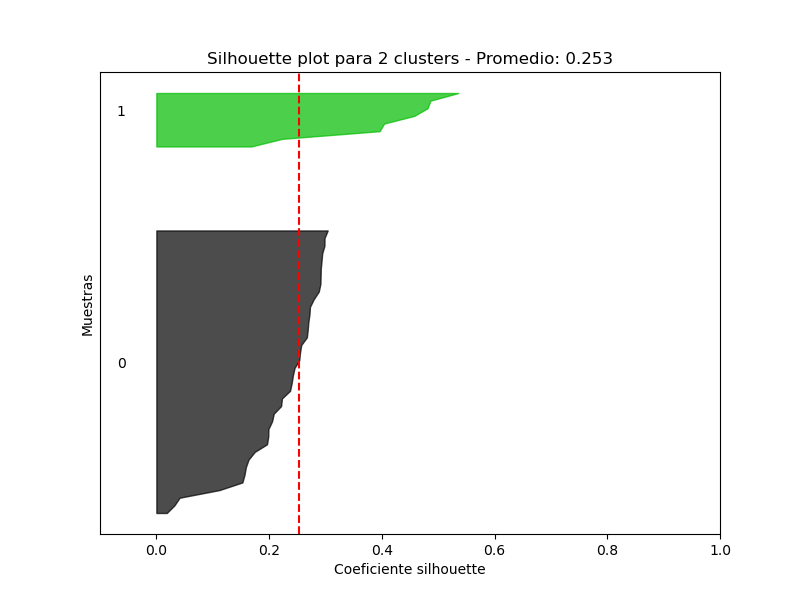 Silhouette plot para 2 clusters - Promedio: 0.253
1
0
Muestras
0.0 0.2 0.4 0.6 0.8 1.0
Coeficiente silhouette